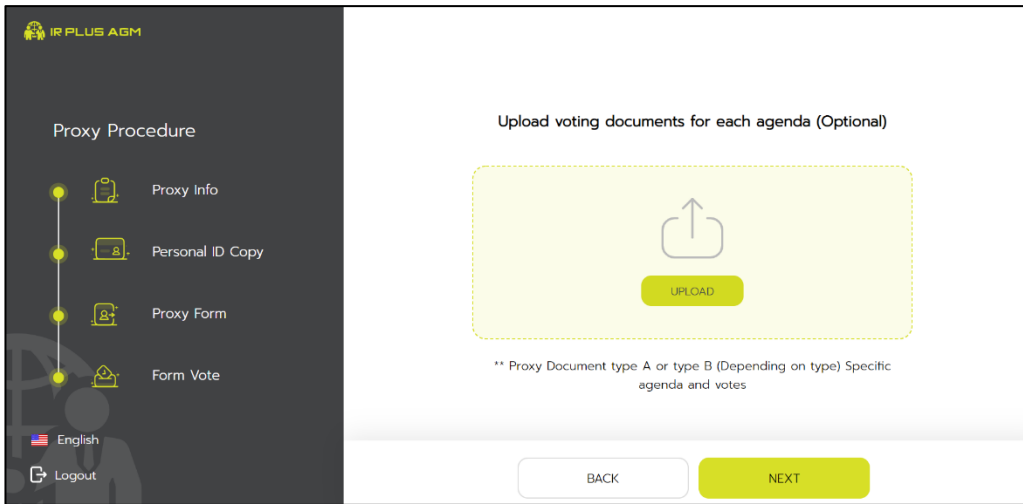 IR PLUS AGM
Proxy Procedure
Proxy Info
Personal ID Copy
Proxy Form
Form Vote
English
Logout
Upload voting documents for each agenda (Optional)
UPLOAD
** Proxy Document type A or type B (Depending on type) Specific
agenda and votes
BACK
NEXT